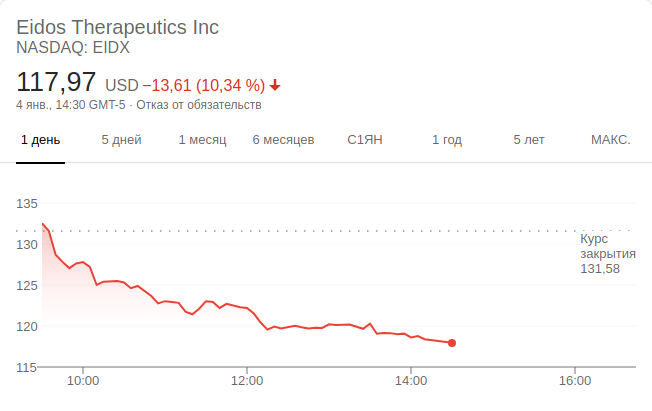 Eidos Therapeutics Inc
NASDAQ: EIDX
117,97 USD −13,61 (10,34 %)
4 янв., 14:30 GMT-5 · Отказ от обязательств
1 день 5 дней 1 месяц 6 месяцев С1ЯН 1 год 5 лет МАКС.
135
130
125
120
115
Курс
закрытия
131,58
10:00 12:00 14:00 16:00